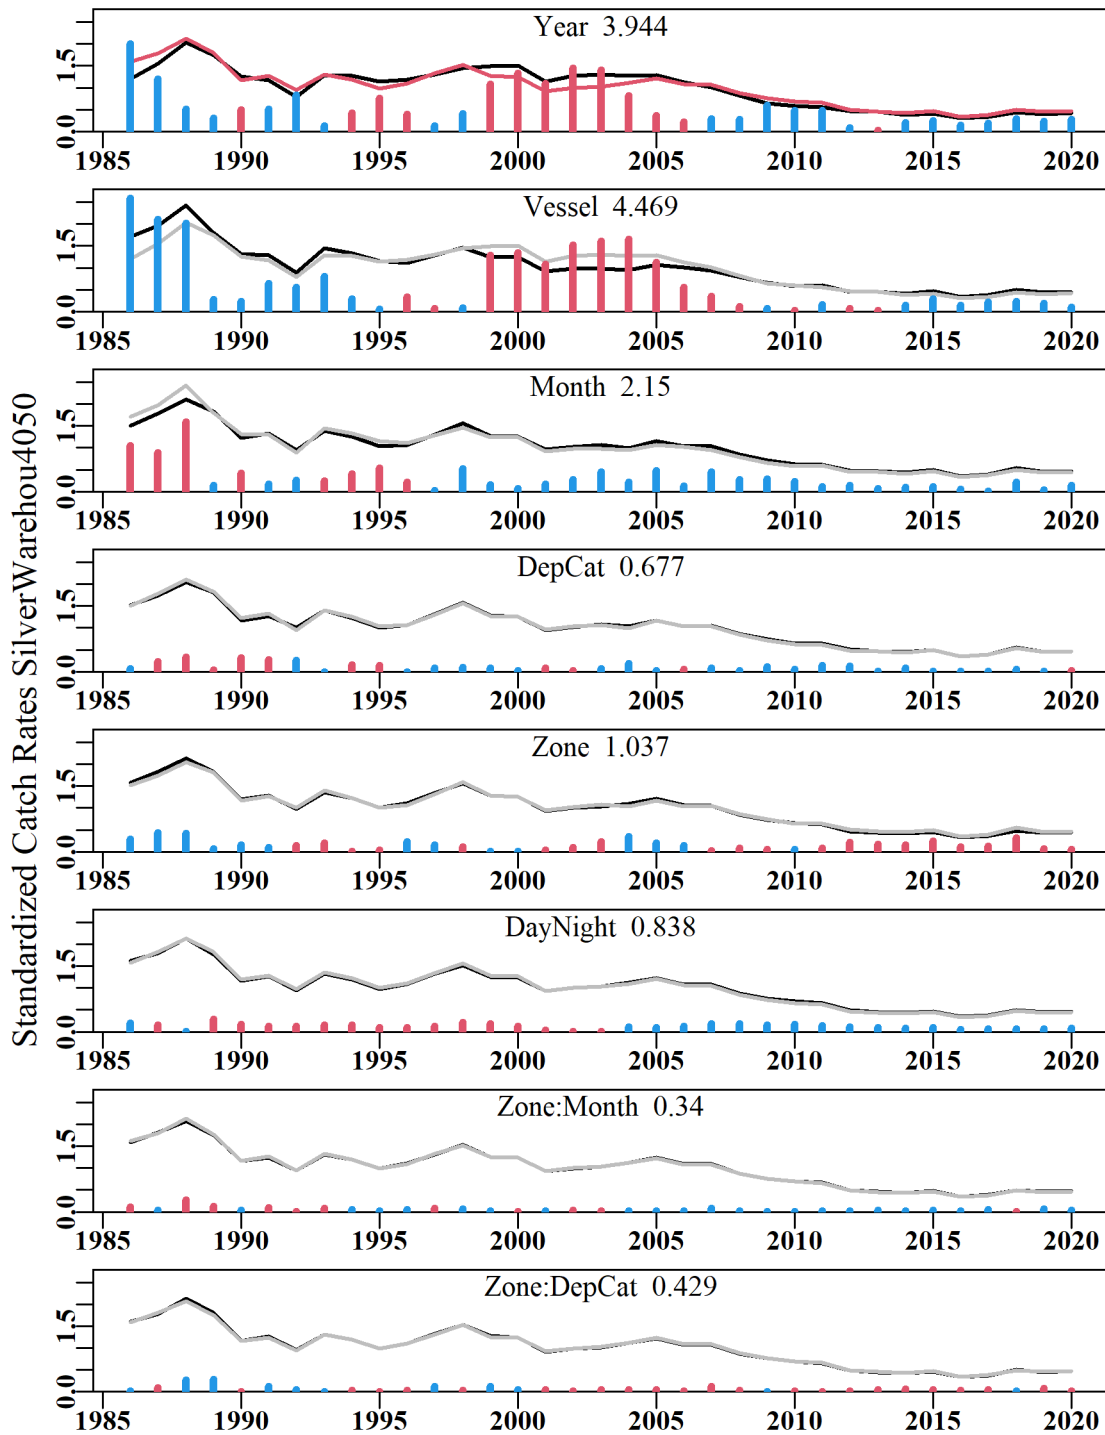 Standardized Catch Rates SilverWarehou4050
Year 3.944
0.0 1.5
1985 1990 1995 2000 2005 2010 2015 2020
Vessel 4.469
0.0 1.5
1985 1990 1995 2000 2005 2010 2015 2020
Month 2.15
0.0 1.5
1985 1990 1995 2000 2005 2010 2015 2020
DepCat 0.677
0.0 1.5
1985 1990 1995 2000 2005 2010 2015 2020
Zone 1.037
0.0 1.5
1985 1990 1995 2000 2005 2010 2015 2020
DayNight 0.838
0.0 1.5
1985 1990 1995 2000 2005 2010 2015 2020
Zone:Month 0.34
0.0 1.5
1985 1990 1995 2000 2005 2010 2015 2020
Zone:DepCat 0.429
0.0 1.5
1985 1990 1995 2000 2005 2010 2015 2020